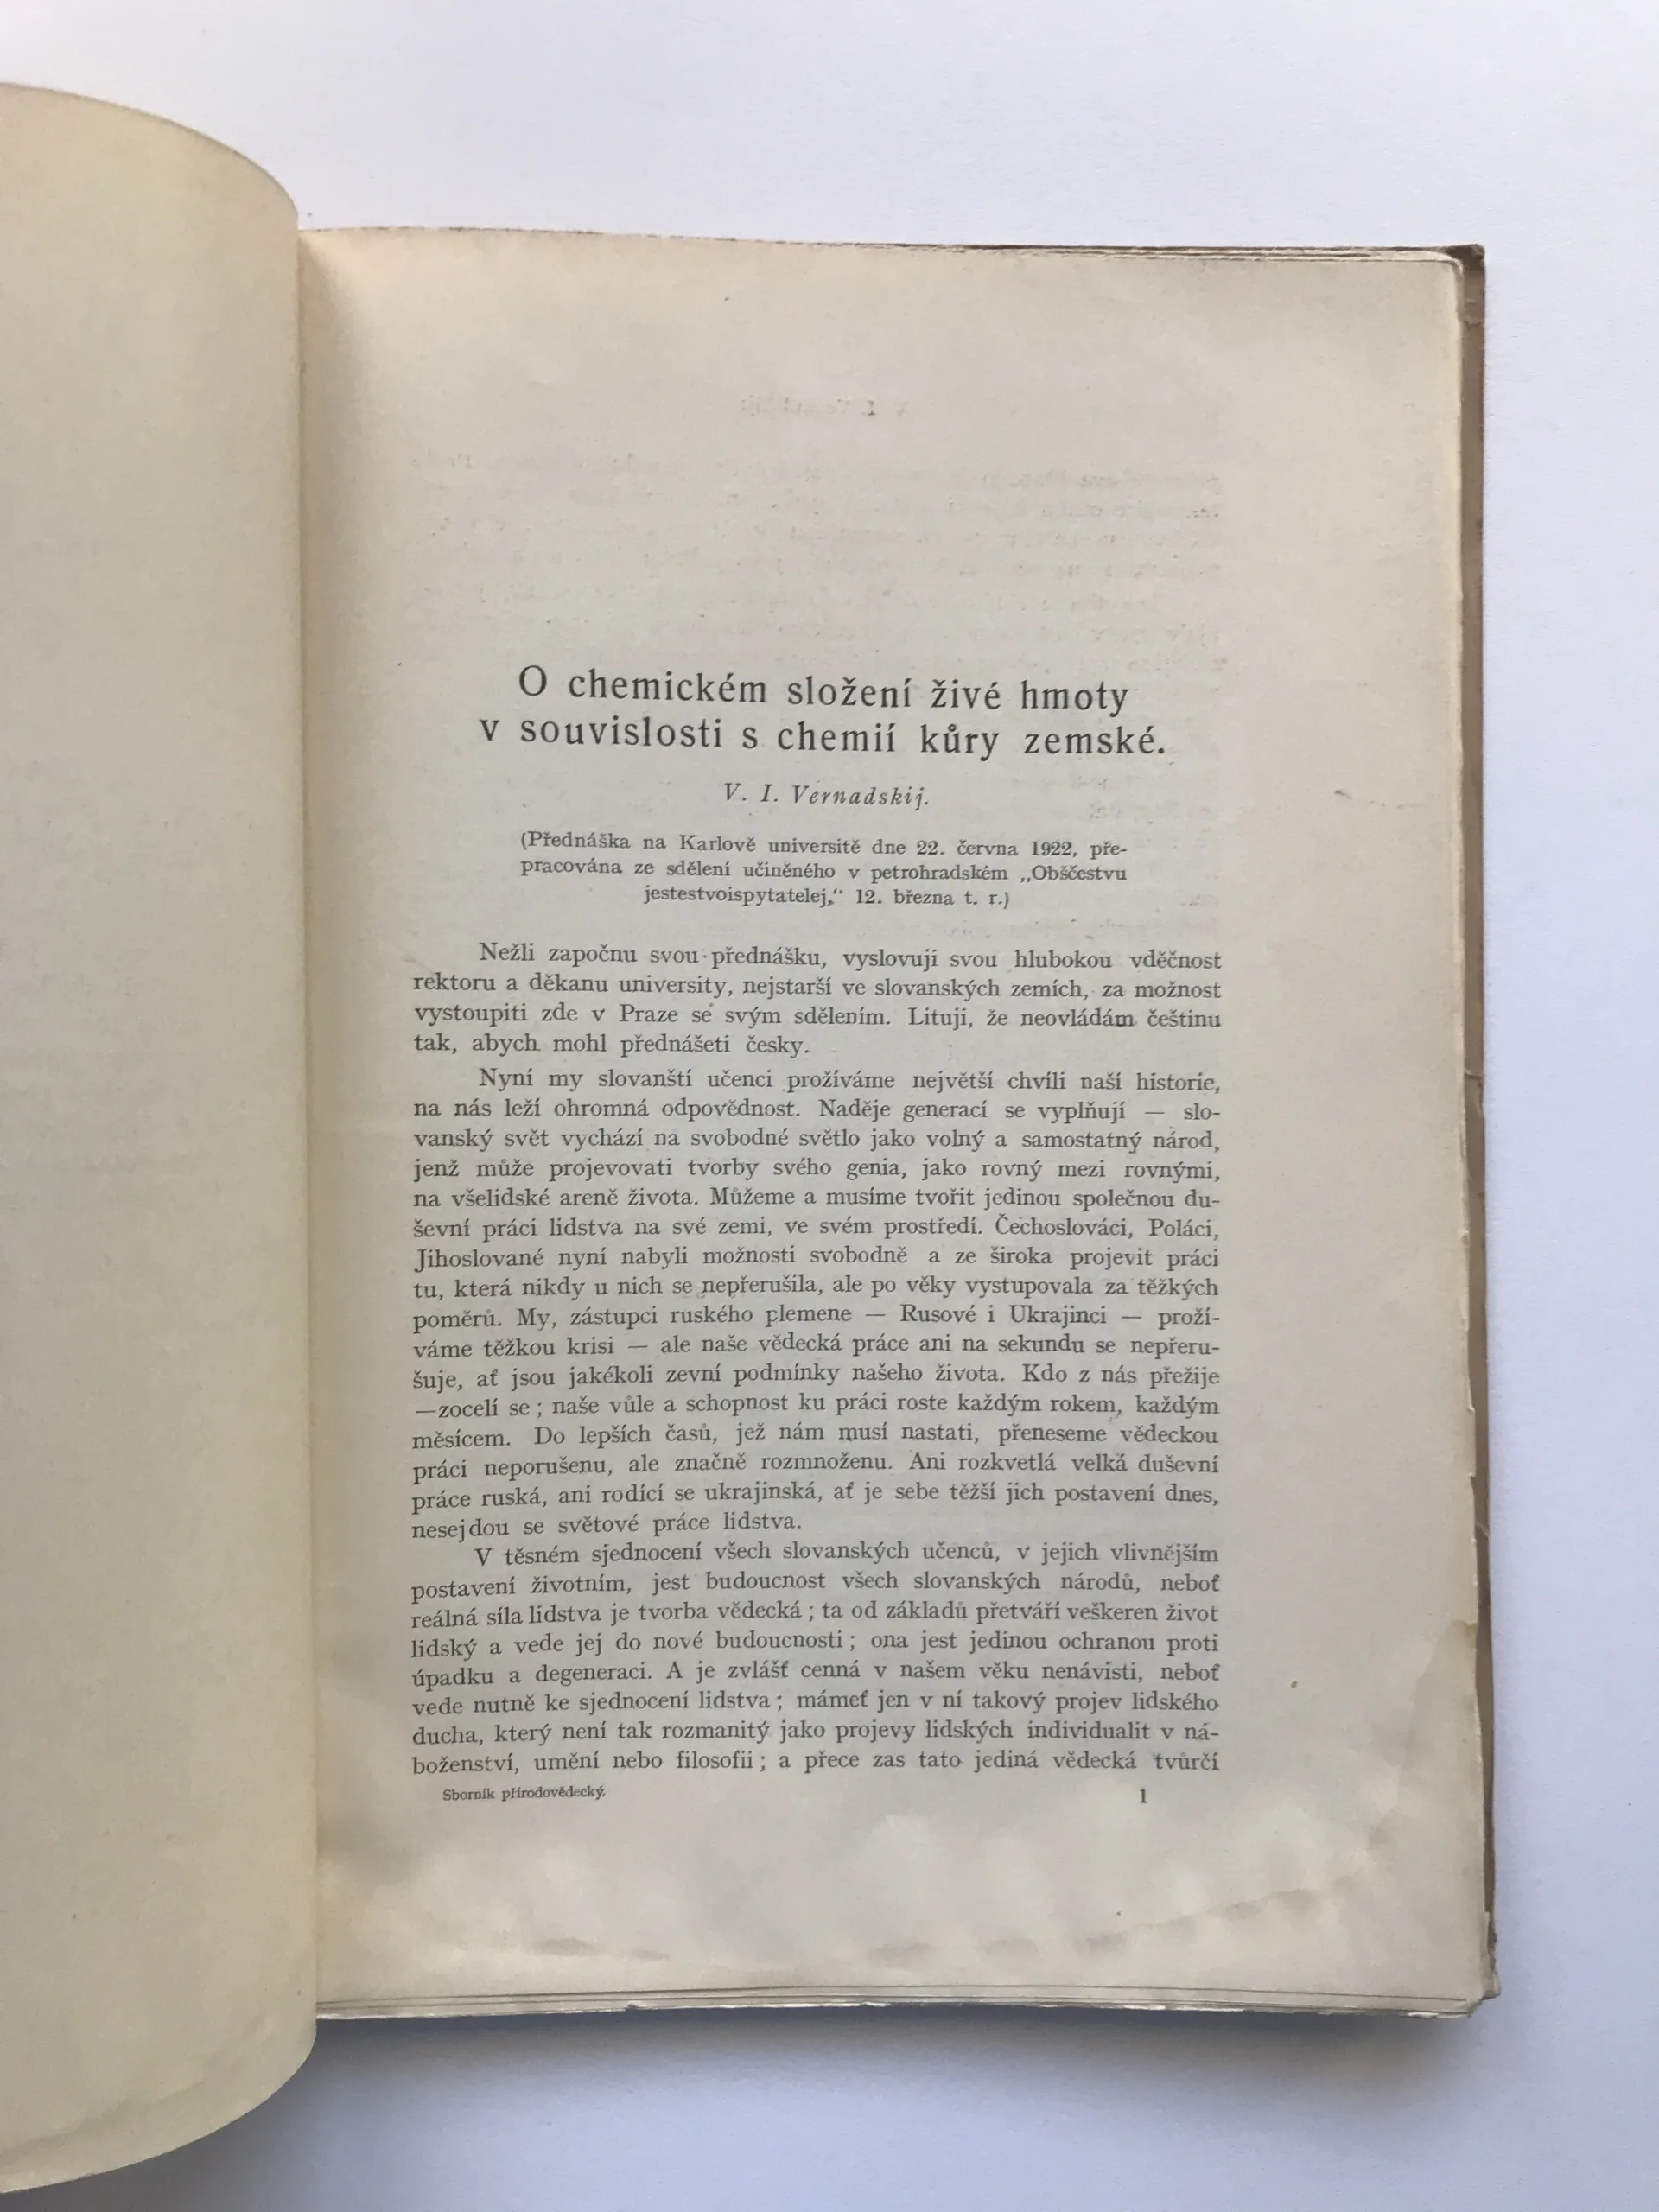 O chemickém složení živé hmoty
v souvislosti s chemií kůry zemské.
V. I. Vernadskij.
(Přednáška na Karlově universitě dne 22. června 1922, pře-
pracována ze sdělení učiněného v petrohradském „Obščestvu
jestestvoispytatelej,“ 12. března t. r.)
Nežli započnu svou přednášku, vyslovuji svou hlubokou vděčnost
rektoru a děkanu university, nejstarší ve slovanských zemích, za možnost
vystoupiti zde v Praze se svým sdělením. Lituji, že neovládám češtinu
tak, abych mohl přednášeti česky.
Nyní my slovanští učenci prožíváme největší chvíli naší historie,
na nás leží ohromná odpovědnost. Naděje generací se vyplňují — slo-
vanský svět vychází na svobodné světlo jako volný a samostatný národ,
jenž může projevovati tvorby svého genia, jako rovný mezi rovnými,
na všelidské areně života. Můžeme a musíme tvořit jedinou společnou du-
ševní práci lidstva na své zemi, ve svém prostředí. Čechoslováci, Poláci,
Jihoslované nyní nabyli možnosti svobodně a ze široka projevit práci
tu, která nikdy u nich se nepřerušila, ale po věky vystupovala za těžkých
poměrů. My, zástupci ruského plemene — Rusové i Ukrajinci — proží-
váme těžkou krisi — ale naše vědecká práce ani na sekundu se nepřeru-
šuje, ať jsou jakékoli zevní podmínky našeho života. Kdo z nás přežije
—zocelí se ; naše vůle a schopnost ku práci roste každým rokem, každým
měsícem. Do lepších časů, jež nám musí nastati, přeneseme vědeckou
práci neporušenu, ale značně rozmnoženu. Ani rozkvetlá velká duševní
práce ruská, ani rodící se ukrajinská, ať je sebe těžší jich postavení dnes,
nesejdou se světové práce lidstva.
V těsném sjednocení všech slovanských učenců, v jejich vlivnějším
postavení životním, jest budoucnost všech slovanských národů, neboť
reálná síla lidstva je tvorba vědecká ; ta od základů přetváří veškeren život
lidský a vede jej do nové budoucnosti ; ona jest jedinou ochranou proti
úpadku a degeneraci. A je zvlášť cenná v našem věku nenávisti, neboť
vede nutně ke sjednocení lidstva ; mámeť jen v ní takový projev lidského
ducha, který není tak rozmanitý jako projevy lidských individualit v ná-
boženství, umění nebo filosofii ; a přece zas tato jediná vědecká tvůrčí
Sborník přírodovědecký.
1